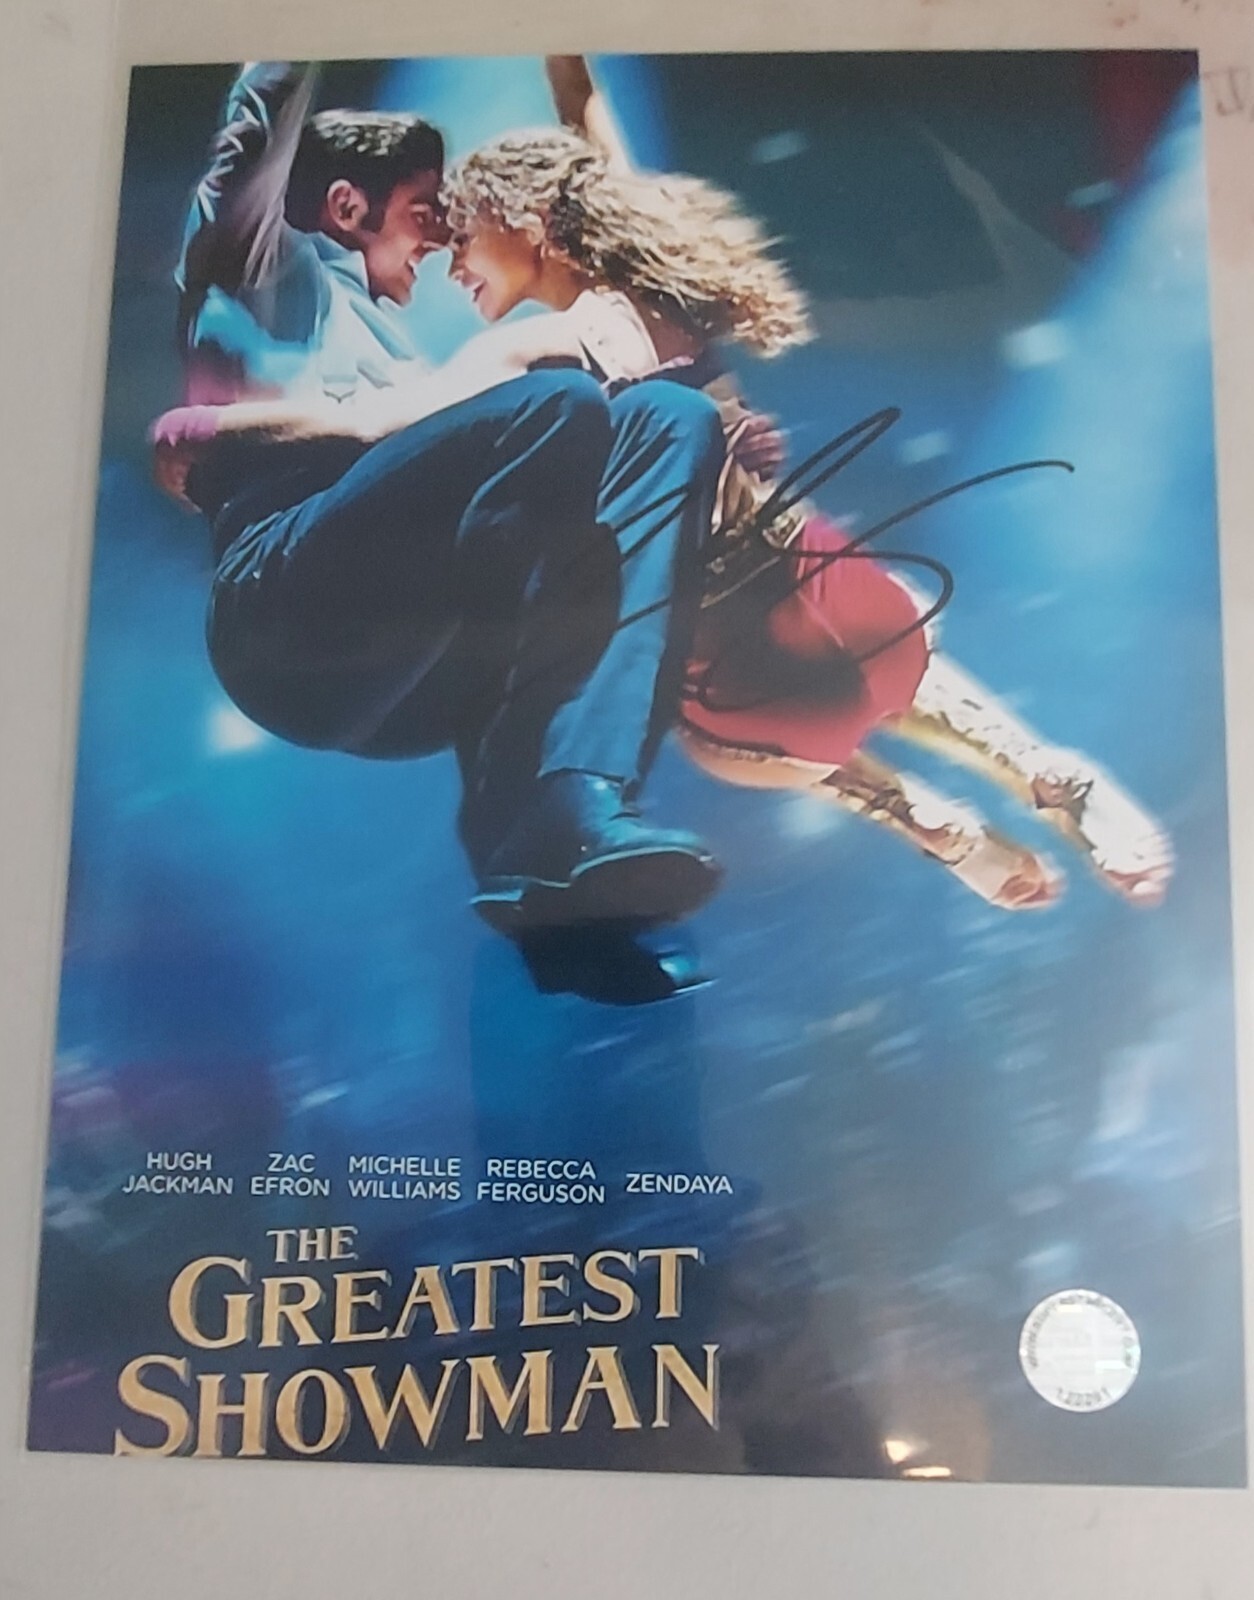 HUGH JACKMAN ZAC EFRON MICHELLE WILLIAMS REBECCA FERGUSON ZENDAYA
THE
GREATEST
SHOWMAN